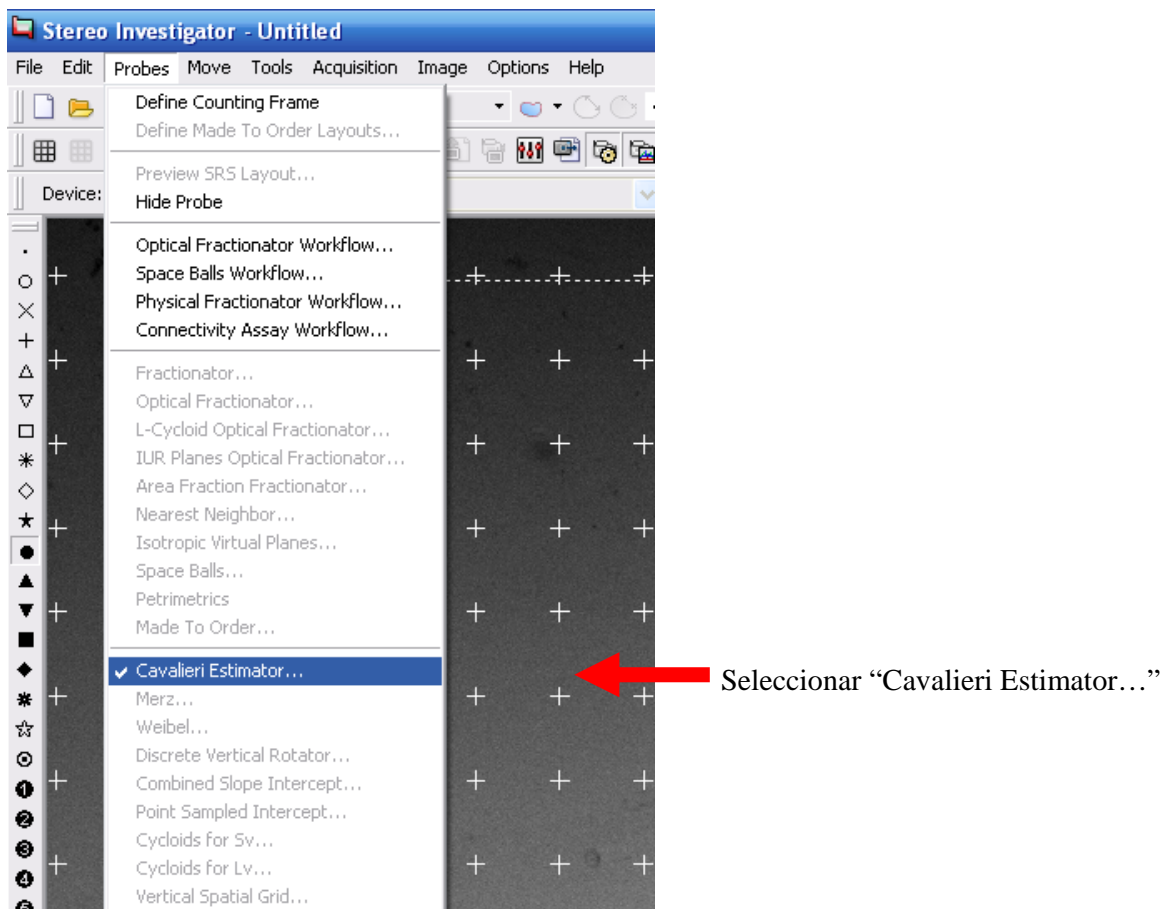 Stereo Investigator - Untitled
File Edit Probes Move Tools Acquisition Image Options Help
Define Counting Frame
Define Made To Order Layouts...
Preview SRS Layout...
Device:
Hide Probe
Optical Fractionator Workflow...
Space Balls Workflow...
Physical Fractionator Workflow...
Connectivity Assay Workflow...
Fractionator...
Optical Fractionator...
L-Cycloid Optical Fractionator...
IUR Planes Optical Fractionator...
Area Fraction Fractionator...
Nearest Neighbor...
Isotropic Virtual Planes...
Space Balls...
Petrimetrics
Made To Order...
Cavalieri Estimator...
Seleccionar “Cavalieri Estimator…”
Merz...
Weibel...
Discrete Vertical Rotator...
Combined Slope Intercept...
Point Sampled Intercept...
Cycloids for Sv...
Cycloids for Lv...
Vertical Spatial Grid...
1
2
3
4